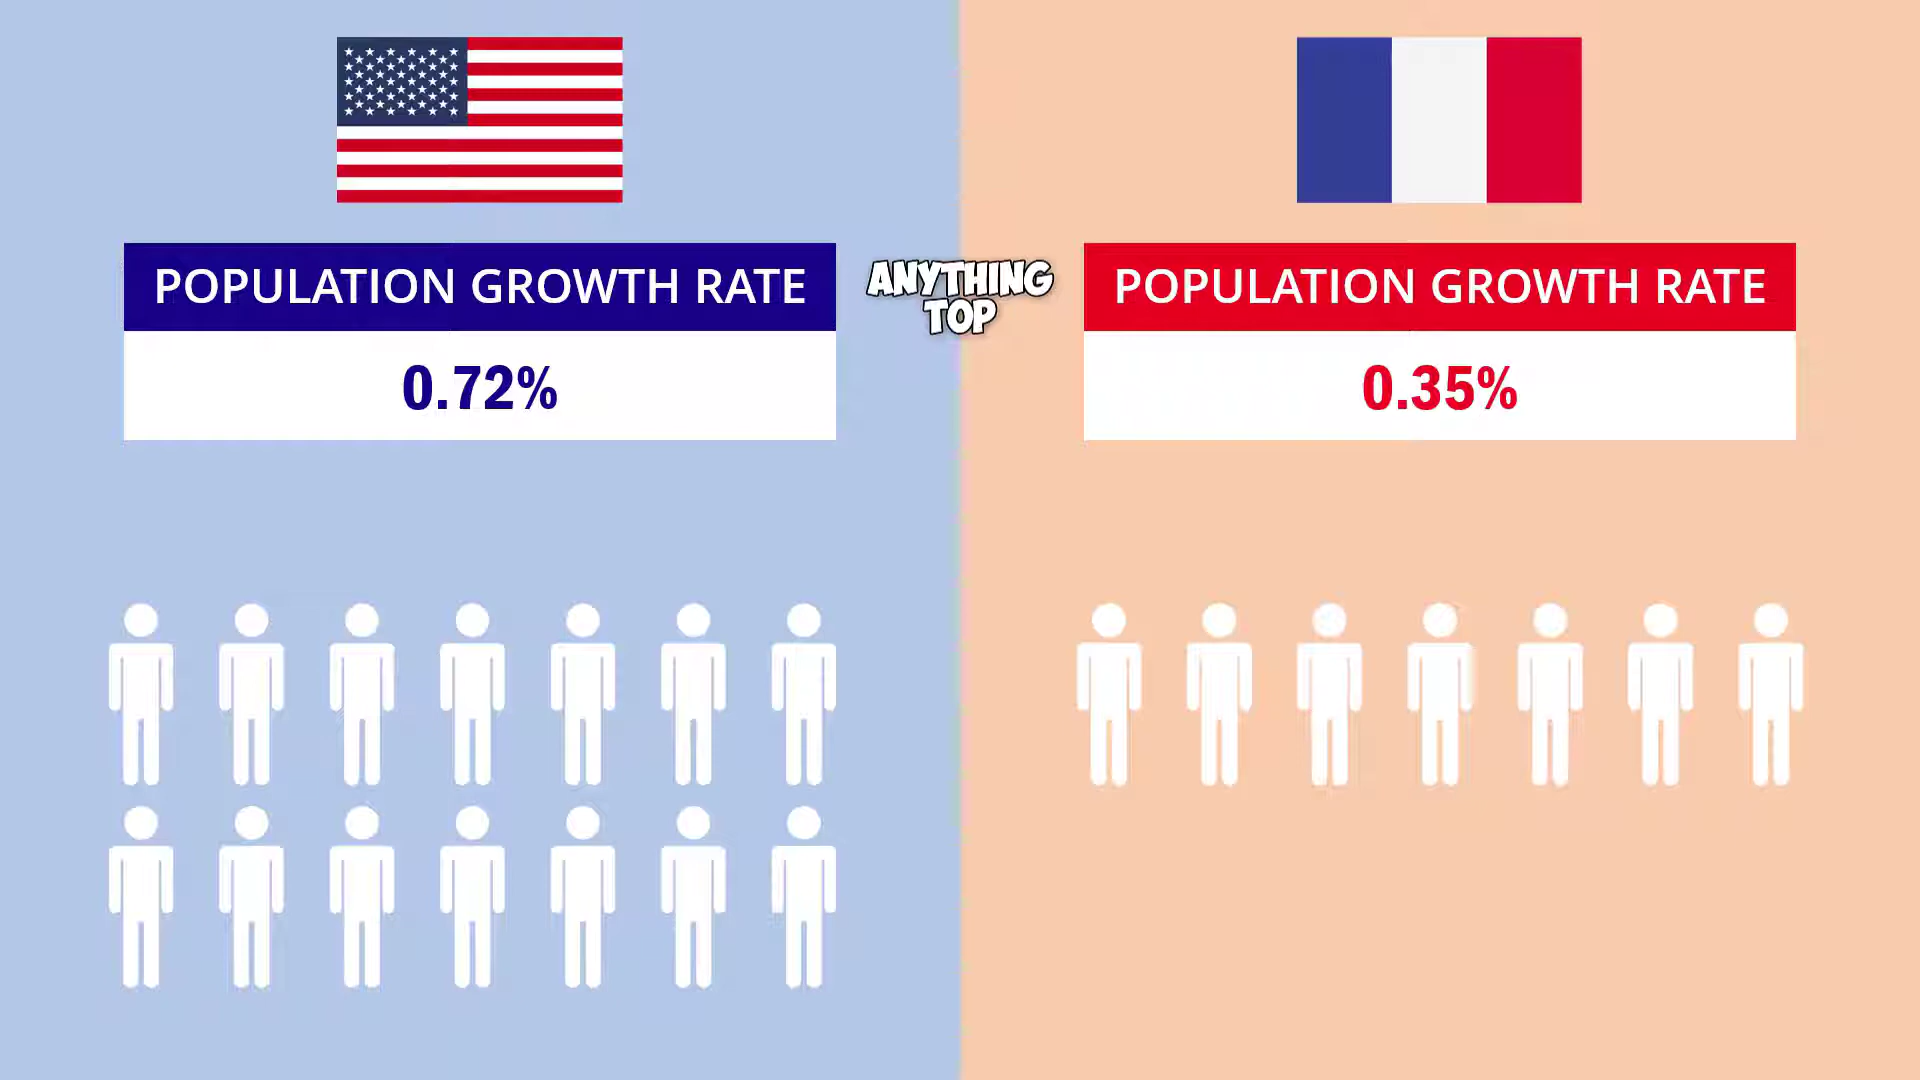 POPULATION GROWTH RATE
0.72%
ANYTHING
TOP
POPULATION GROWTH RATE
0.35%